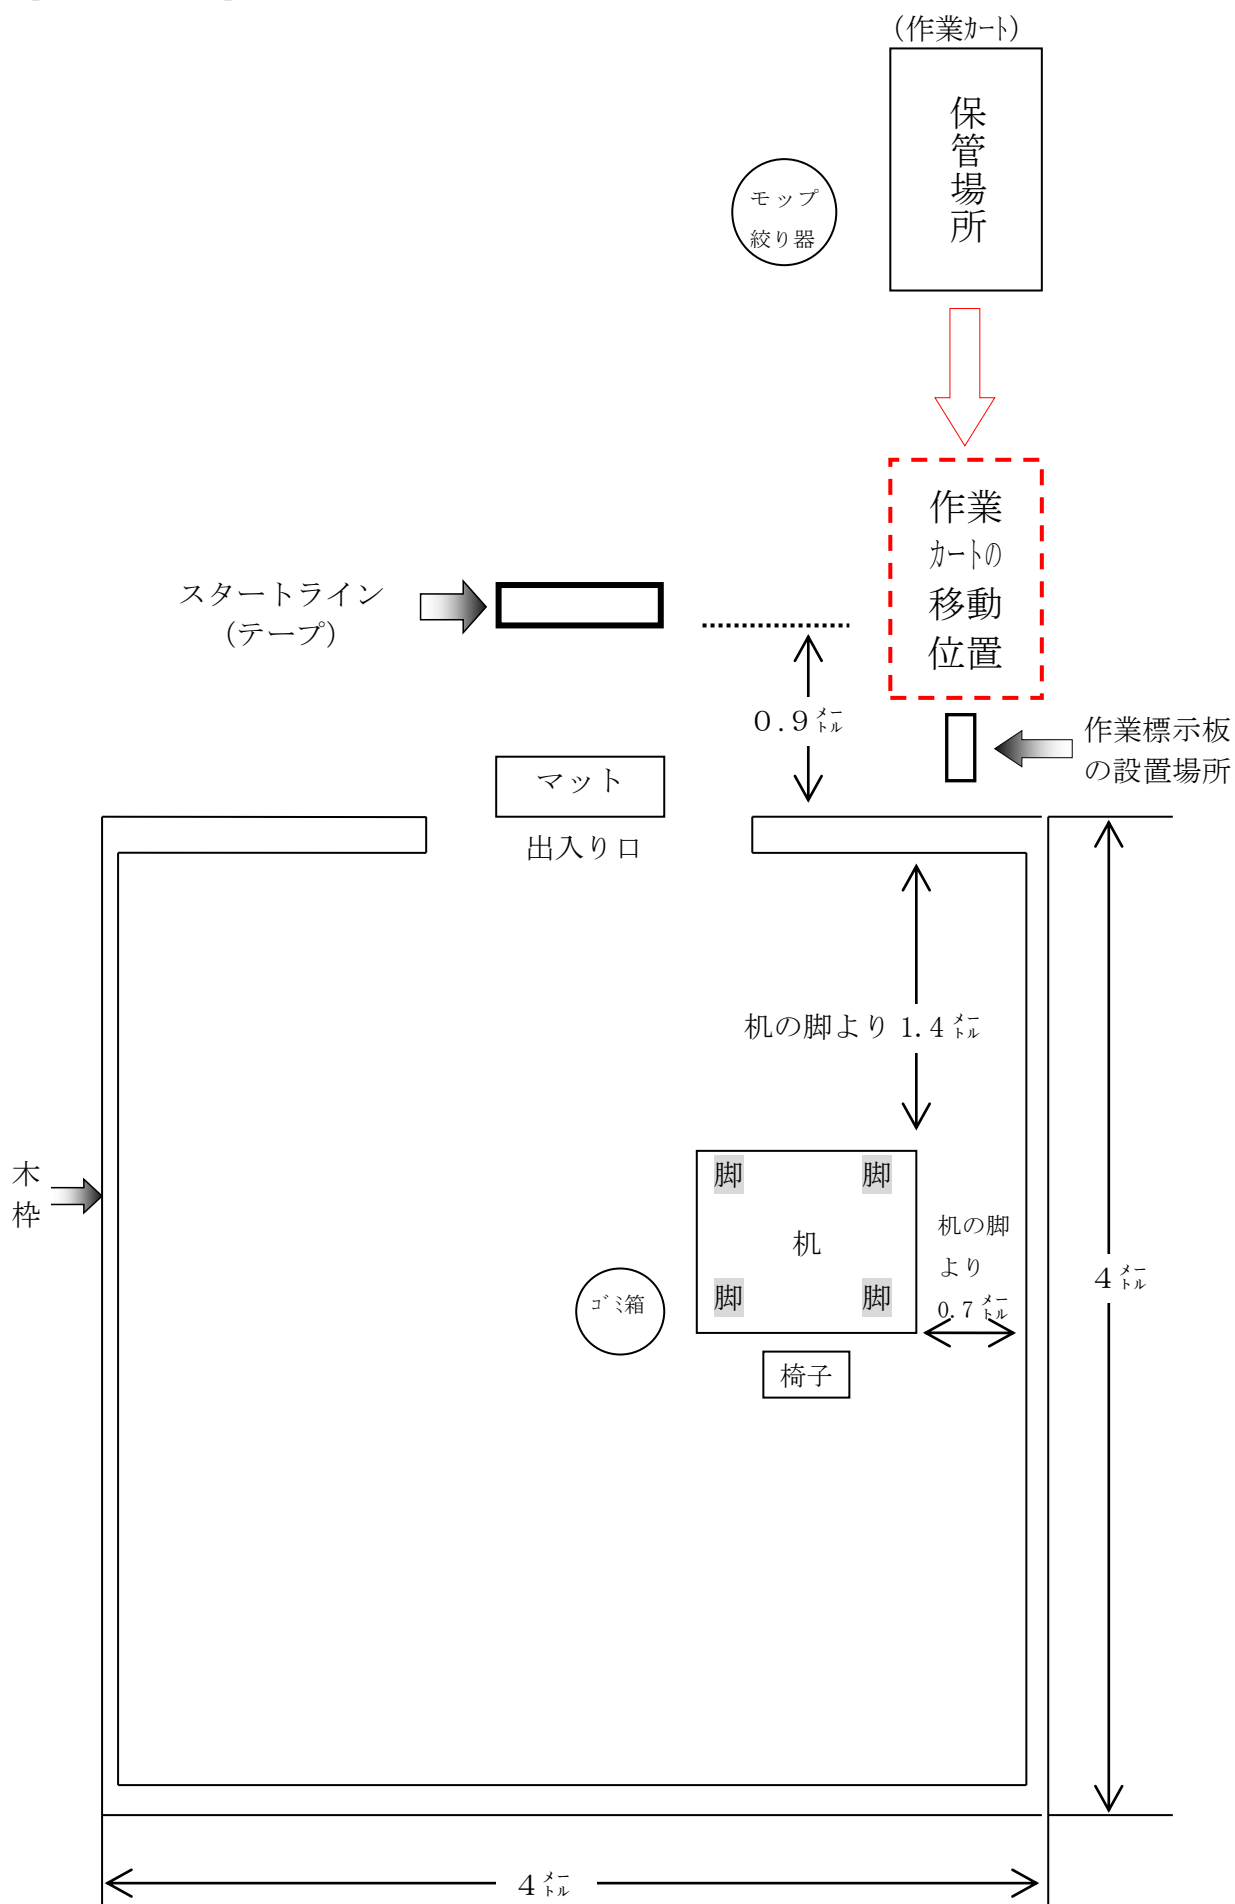 (作業ｶｰﾄ)
保管場所
モップ
絞り器
作業
ｶｰﾄの
移動
位置
スタートライン
(テープ)
０.９メートル
作業標示板
の設置場所
マット
出入り口
机の脚より 1.4メートル
木
枠
脚
脚
机
脚
脚
机の脚
より
0.7メートル
4メートル
ｺﾞﾐ箱
椅子
4メートル